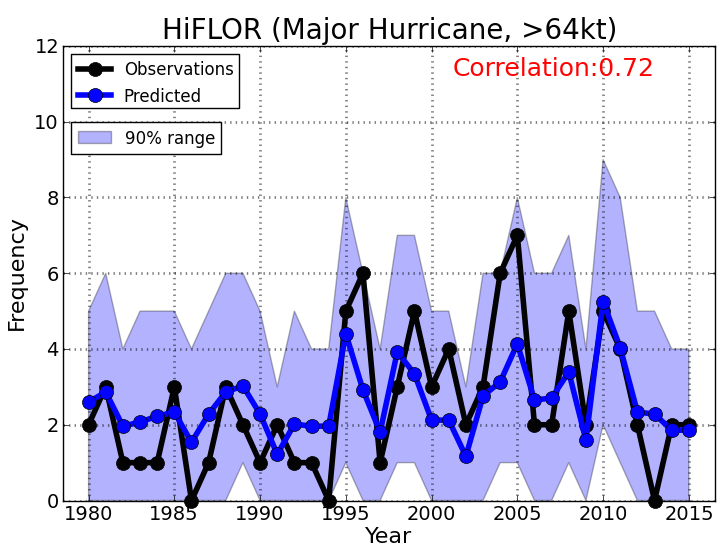 HiFLOR (Major Hurricane, >64kt)
12
10
8
6
4
2
0
Frequency
Observations
Predicted
90% range
Correlation:0.72
1980 1985 1990 1995 2000 2005 2010 2015
Year